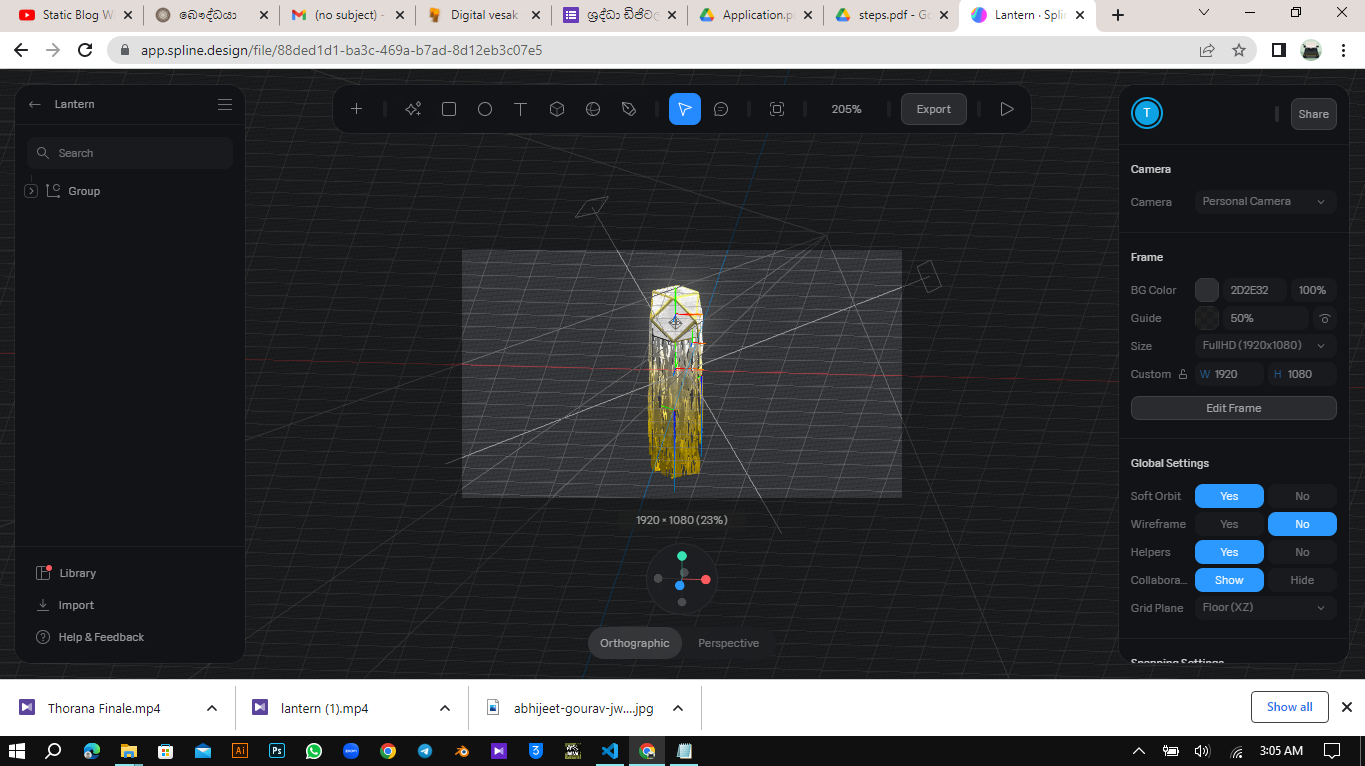 Static Blog W
බෞද්ධයා
(no subject) -
Digital vesak
ශ්‍රද්ධා ඩිජිටල
Application.p
steps.pdf - Go
Lantern · Spli
app.spline.design/file/88ded1d1-ba3c-469a-b7ad-8d12eb3c07e5
Lantern
Search
Group
Library
Import
Help & Feedback
205%
Export
1920 × 1080 (23%)
Orthographic
Perspective
T
Share
Camera
Camera Personal Camera
Frame
BG Color 2D2E32 100%
Guide 50%
Size FullHD (1920x1080)
Custom W 1920 H 1080
Edit Frame
Global Settings
Soft Orbit Yes No
Wireframe Yes No
Helpers Yes No
Collabora... Show Hide
Grid Plane Floor (XZ)
Snapping Settings
Thorana Finale.mp4
lantern (1).mp4
abhijeet-gourav-jw....jpg
Show all
Ai
Ps
zoom
3:05 AM